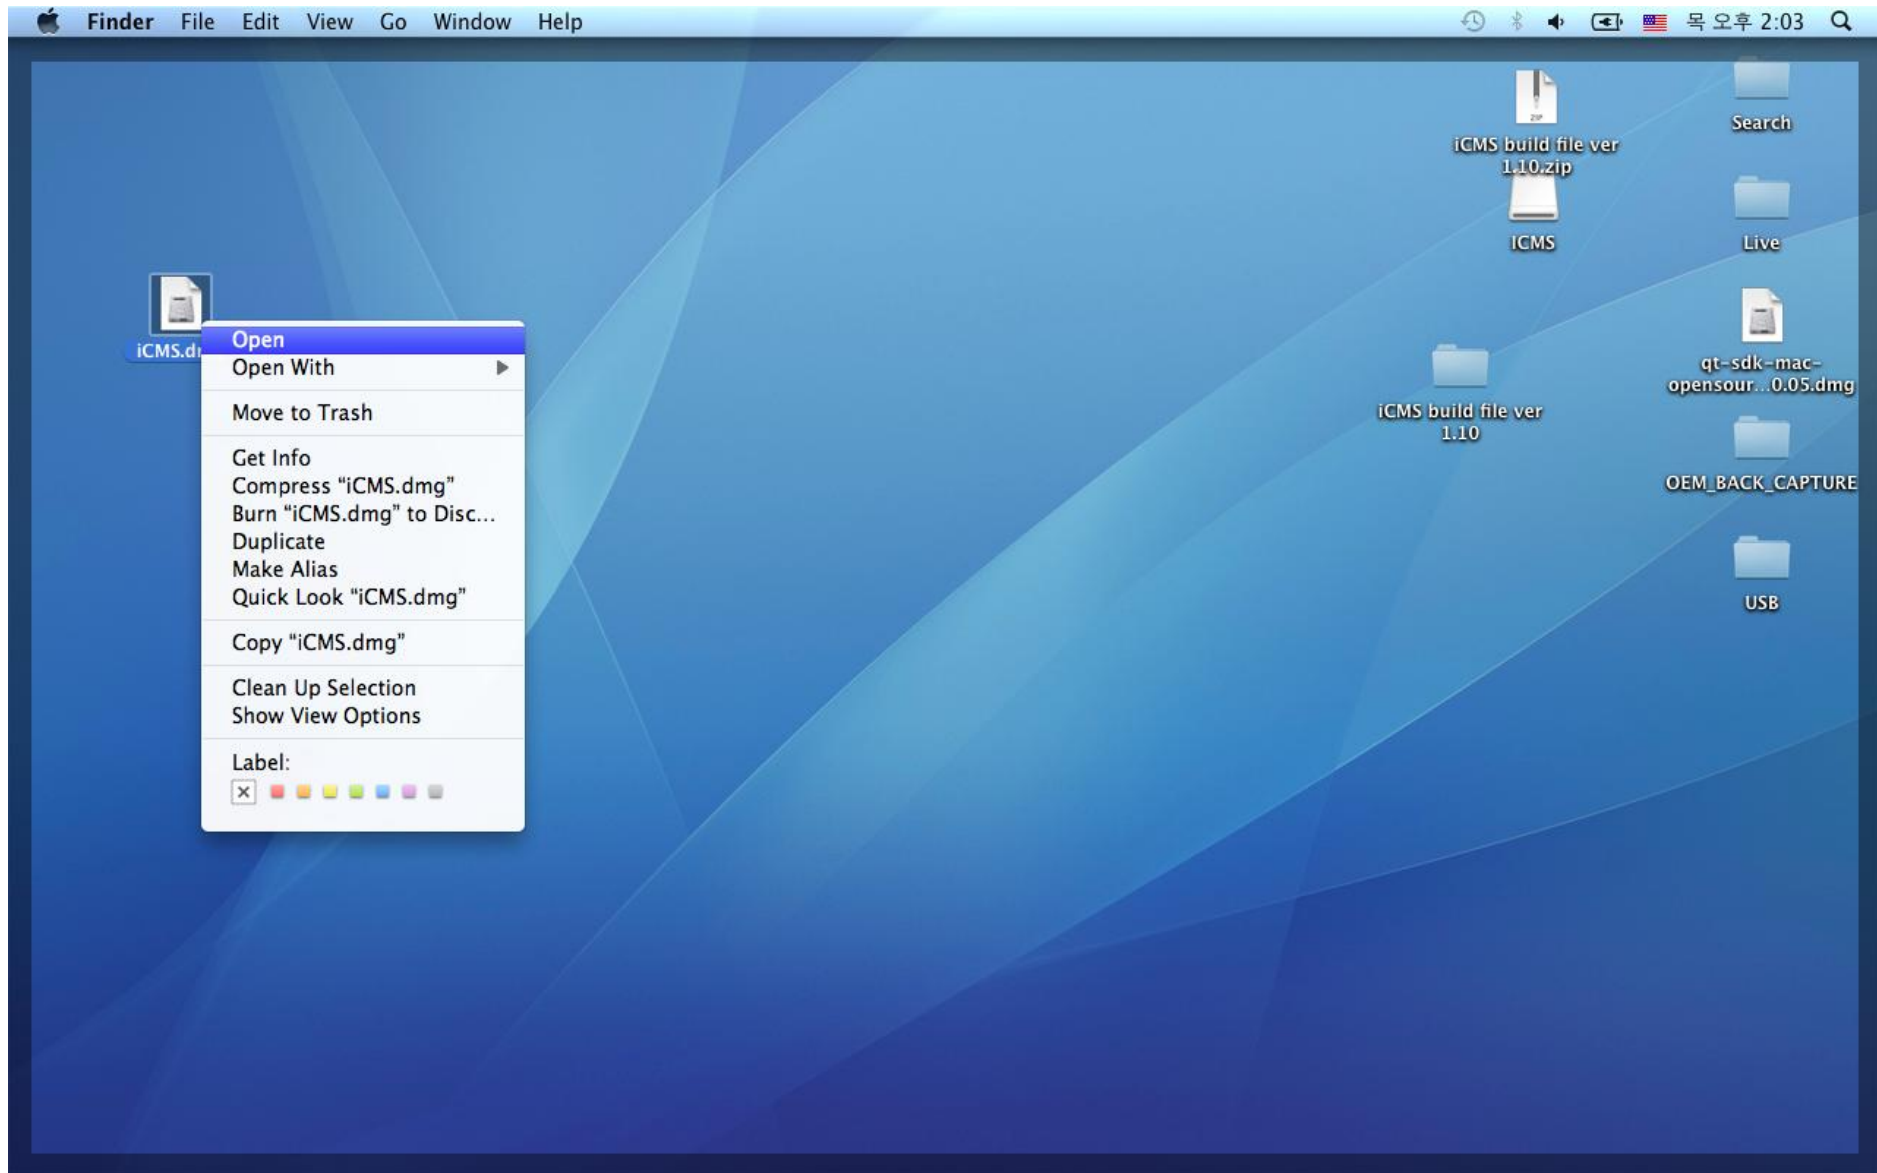 Finder File Edit View Go Window Help 목 오후 2:03
ZIP
iCMS build file ver
1.10.zip
Search
ICMS
Live
iCMS.d
Open
Open With
Move to Trash
Get Info
Compress “iCMS.dmg”
Burn “iCMS.dmg” to Disc...
Duplicate
Make Alias
Quick Look “iCMS.dmg”
Copy “iCMS.dmg”
Clean Up Selection
Show View Options
Label:
iCMS build file ver
1.10
qt-sdk-mac-
opensour...0.05.dmg
OEM_BACK_CAPTURE
USB